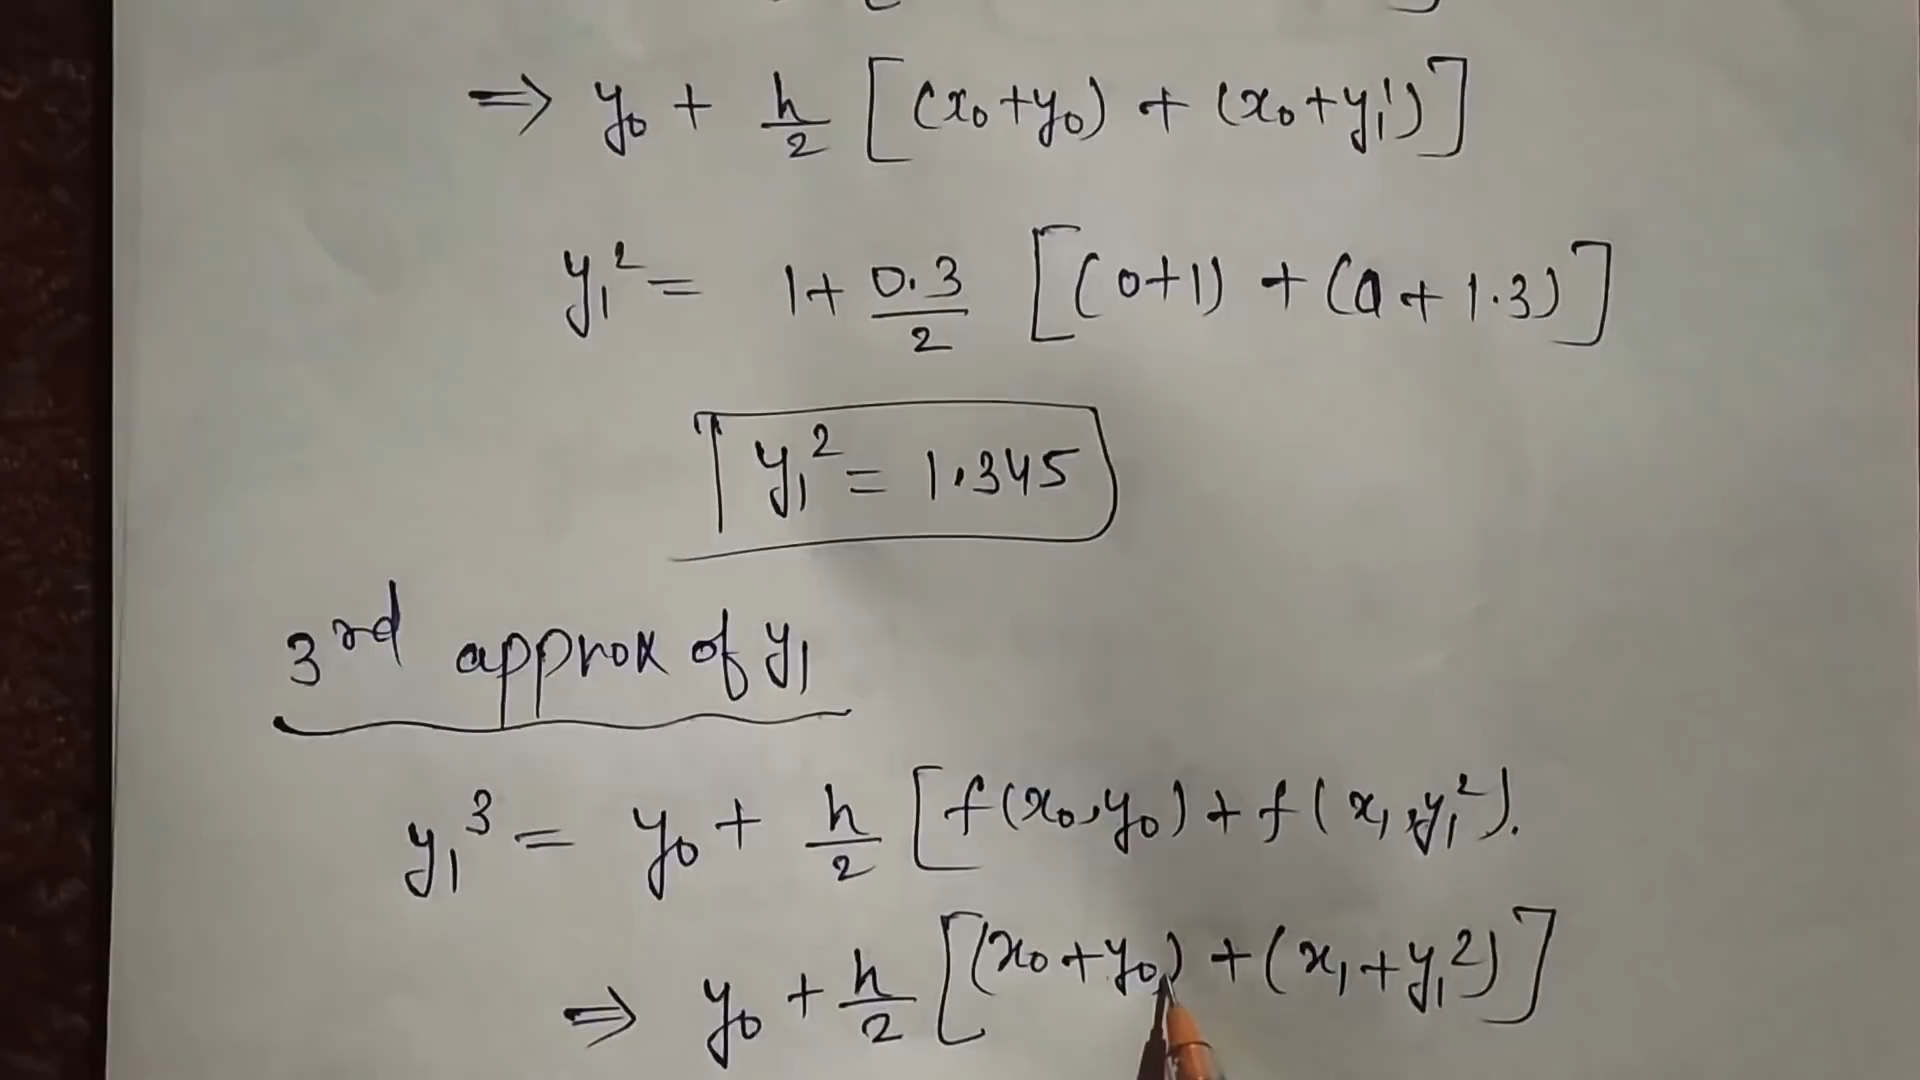 ⇒ y₀ + h/2 [(x₀+y₀) + (x₀+y₁¹)]
y₁² = 1+ 0.3/2 [(0+1) + (0+1.3)]
y₁² = 1.345
3rd approx of y₁
y₁³ = y₀ + h/2 [f(x₀,y₀) + f(x₁,y₁²).
⇒ y₀ + h/2 [(x₀+y₀) + (x₁+y₁²)]